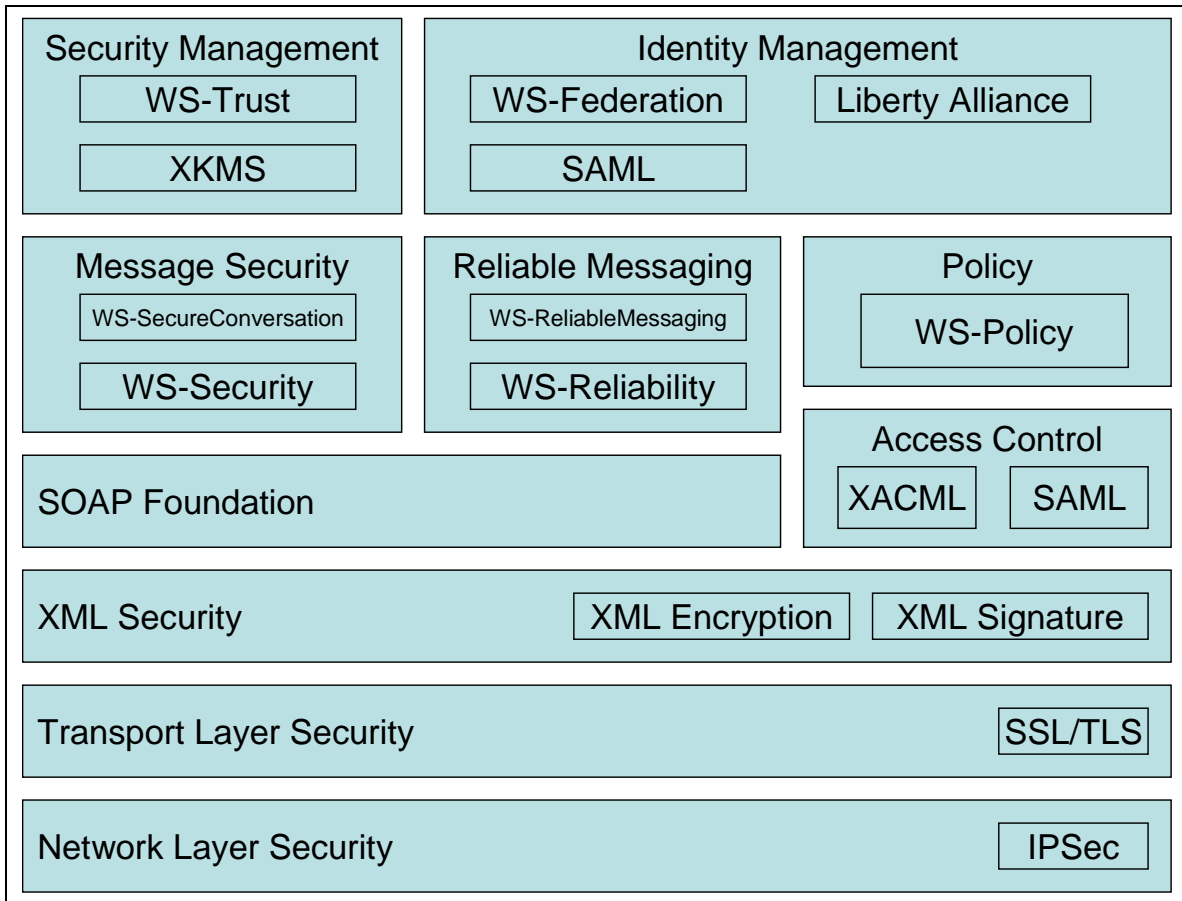 Security Management
WS-Trust
XKMS
Identity Management
WS-Federation
Liberty Alliance
SAML
Message Security
WS-SecureConversation
WS-Security
Reliable Messaging
WS-ReliableMessaging
WS-Reliability
Policy
WS-Policy
Access Control
XACML
SAML
SOAP Foundation
XML Security
XML Encryption
XML Signature
Transport Layer Security
SSL/TLS
Network Layer Security
IPSec